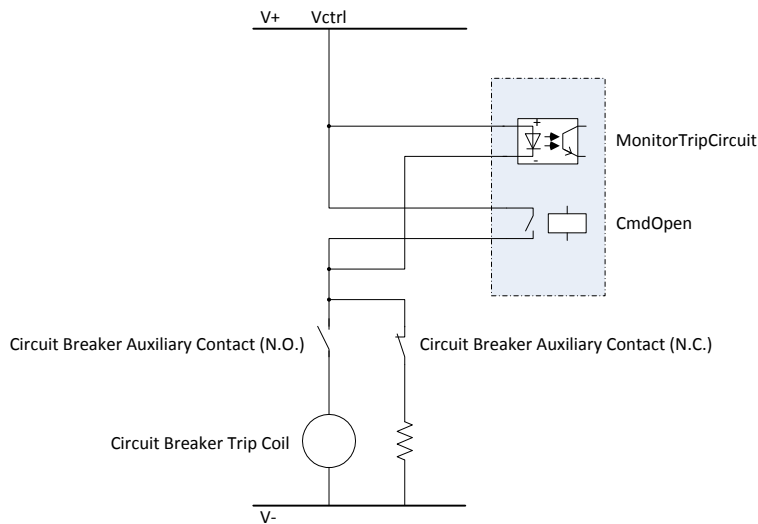 V+ Vctrl
+
MonitorTripCircuit
-
CmdOpen
Circuit Breaker Auxiliary Contact (N.O.)
Circuit Breaker Auxiliary Contact (N.C.)
Circuit Breaker Trip Coil
V-